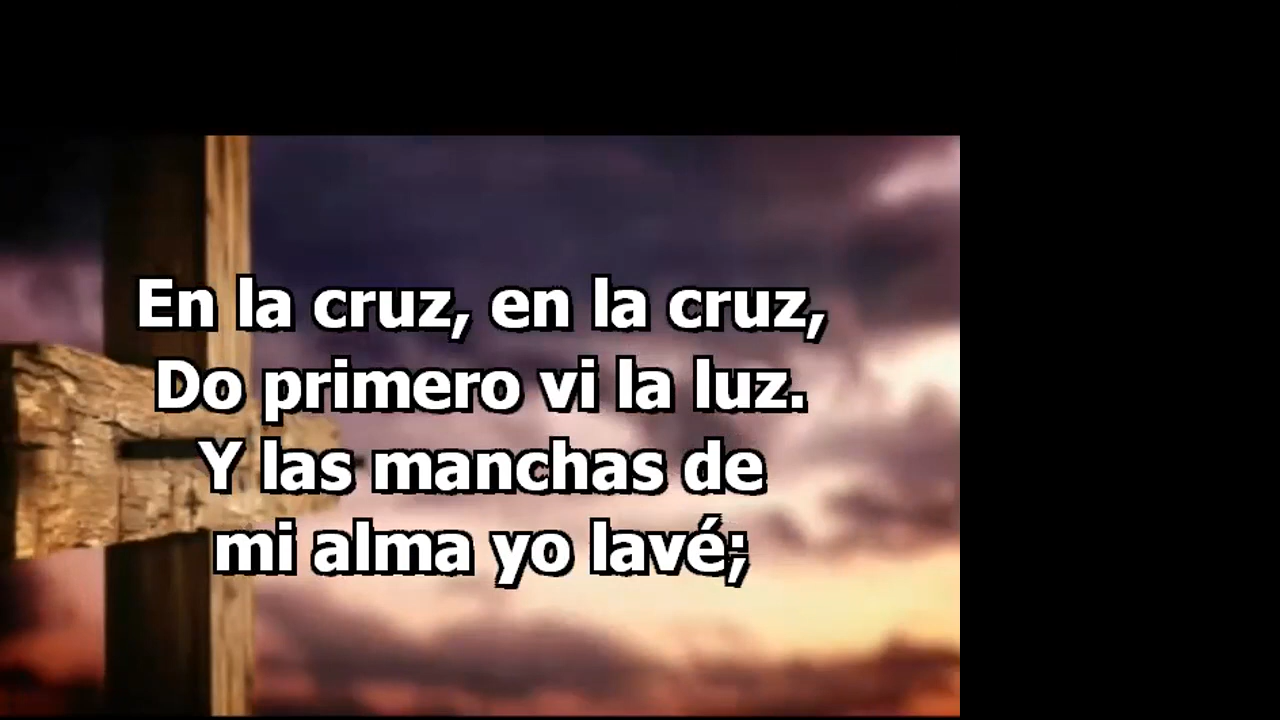 En la cruz, en la cruz,
Do primero vi la luz.
Y las manchas de
mi alma yo lavé;